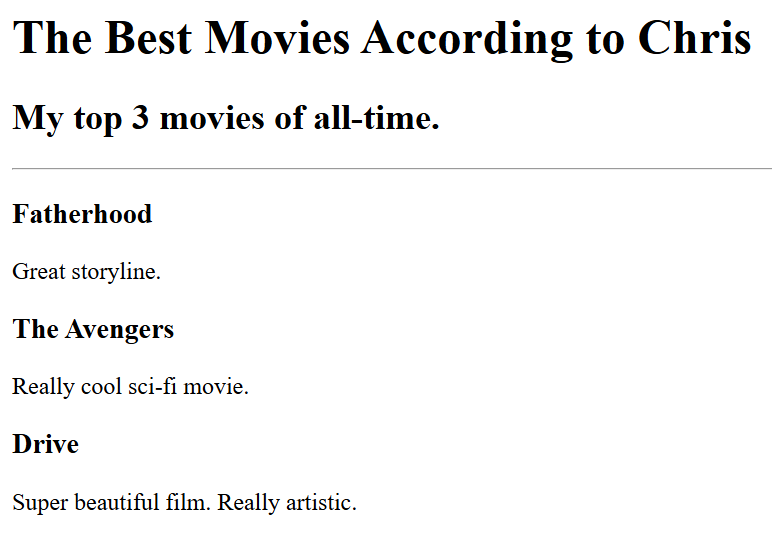 The Best Movies According to Chris
My top 3 movies of all-time.
Fatherhood
Great storyline.
The Avengers
Really cool sci-fi movie.
Drive
Super beautiful film. Really artistic.